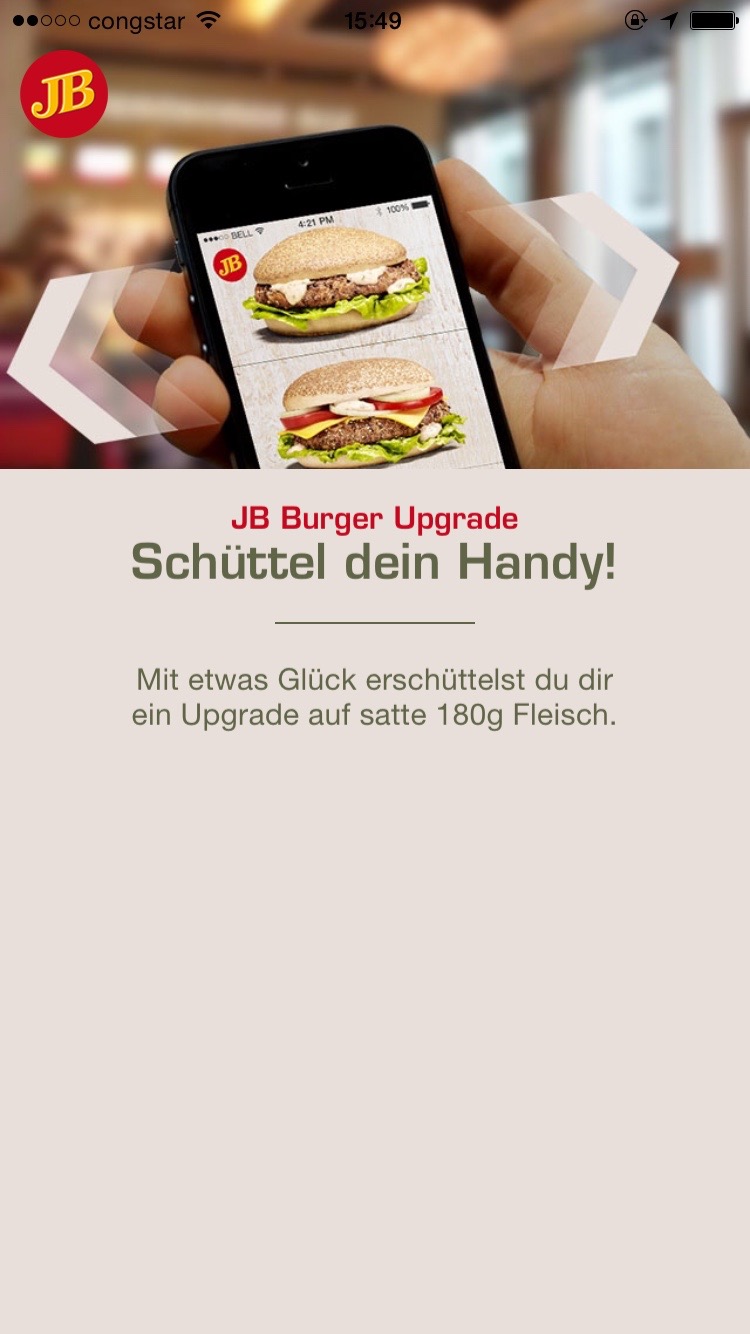 congstar 15:49
JB
BELL 4:21 PM 100%
JB
JB Burger Upgrade
Schüttel dein Handy!
Mit etwas Glück erschüttelst du dir
ein Upgrade auf satte 180g Fleisch.